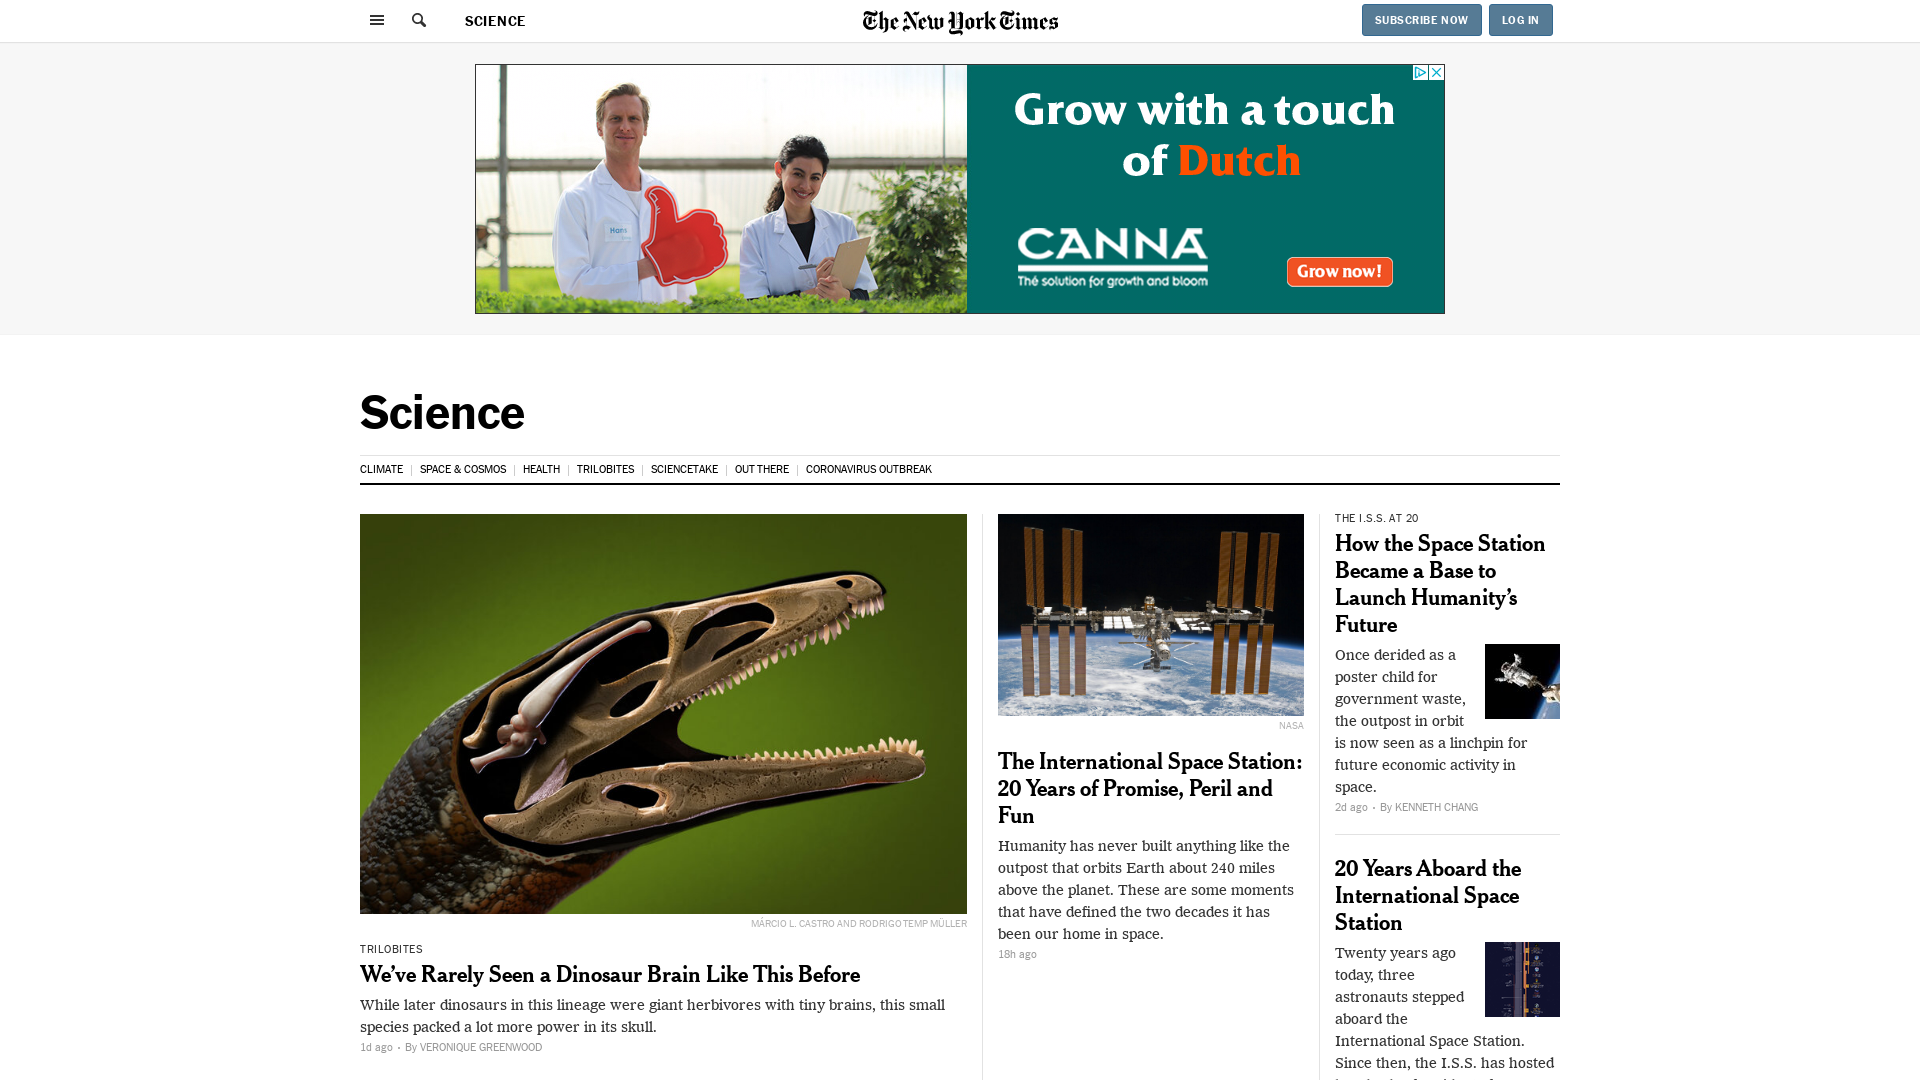 SCIENCE
The New York Times
SUBSCRIBE NOW
LOG IN
Hans
Grow with a touch
of Dutch
CANNA
The solution for growth and bloom
Grow now!
Science
CLIMATE
SPACE & COSMOS
HEALTH
TRILOBITES
SCIENCETAKE
OUT THERE
CORONAVIRUS OUTBREAK
MÁRCIO L. CASTRO AND RODRIGO TEMP MÜLLER
TRILOBITES
We’ve Rarely Seen a Dinosaur Brain Like This Before
While later dinosaurs in this lineage were giant herbivores with tiny brains, this small
species packed a lot more power in its skull.
1d ago • By VERONIQUE GREENWOOD
NASA
The International Space Station:
20 Years of Promise, Peril and
Fun
Humanity has never built anything like the
outpost that orbits Earth about 240 miles
above the planet. These are some moments
that have defined the two decades it has
been our home in space.
18h ago
THE I.S.S. AT 20
How the Space Station
Became a Base to
Launch Humanity’s
Future
Once derided as a
poster child for
government waste,
the outpost in orbit
is now seen as a linchpin for
future economic activity in
space.
2d ago • By KENNETH CHANG
20 Years Aboard the
International Space
Station
Twenty years ago
today, three
astronauts stepped
aboard the
International Space Station.
Since then, the I.S.S. has hosted